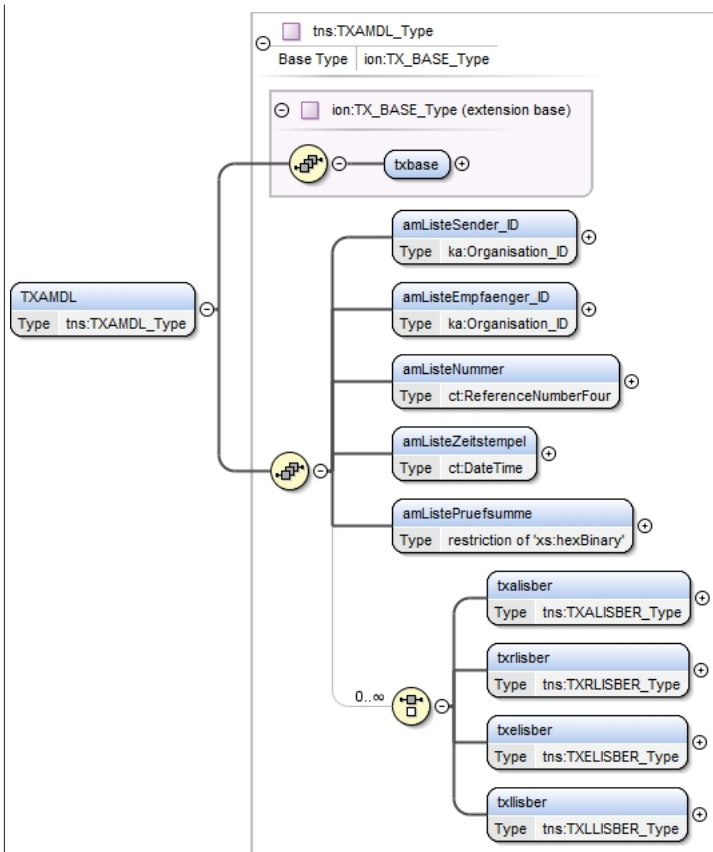 tns:TXAMDL_Type
Base Type ion:TX_BASE_Type
ion:TX_BASE_Type (extension base)
txbase
amListeSender_ID
Type ka:Organisation_ID
amListeEmpfaenger_ID
Type ka:Organisation_ID
TXAMDL
Type tns:TXAMDL_Type
amListeNummer
Type ct:ReferenceNumberFour
amListeZeitstempel
Type ct:DateTime
amListePruefsumme
Type restriction of 'xs:hexBinary'
txalisber
Type tns:TXALISBER_Type
txrlisber
Type tns:TXRLISBER_Type
0..∞
txelisber
Type tns:TXELISBER_Type
txllisber
Type tns:TXLLISBER_Type